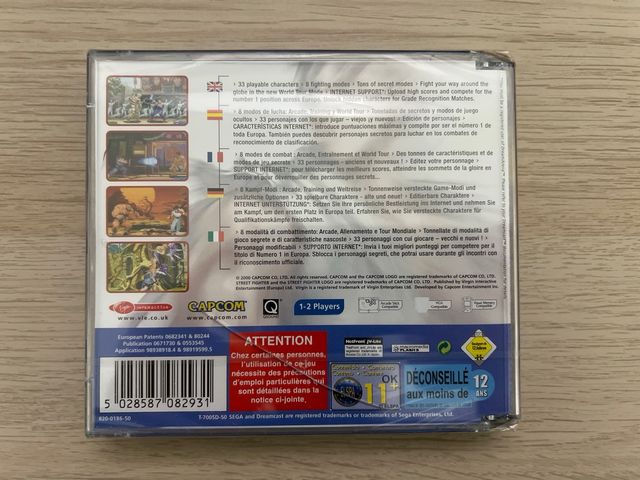 › 33 playable characters › 8 fighting modes › Tons of secret modes › Fight your way around
the globe in the new World Tour Mode › INTERNET SUPPORT*: Upload high scores and compete for the
number 1 position across Europe. Unlock hidden characters for Grade Recognition Matches.
› 8 modos de lucha: Arcade, Training y World Tour › Toneladas de secretos y modos de juego
ocultos › 33 personajes con los que jugar – viejos ¡y nuevos! › Edición de personajes ›
CARACTERÍSTICAS INTERNET*: introduce puntuaciones máximas y compite por ser el número 1 de
toda Europa. También puedes descubrir personajes secretos para luchar en los combates de
reconocimiento de clasificación.
› 8 modes de combat : Arcade, Entraînement et World Tour › Des tonnes de caractéristiques et de
modes de jeu secrets › 33 personnages – anciens et nouveaux ! › Editez votre personnage ›
SUPPORT INTERNET*: pour télécharger les meilleurs scores, atteindre les sommets de la gloire en
Europe et pour déverouiller des personnages secrets...
› 8 Kampf-Modi : Arcade, Training und Weltreise › Tonnenweise versteckte Game-Modi und
zusätzliche Optionen › 33 spielbare Charaktere – alte und neue! › Editierbare Charaktere ›
INTERNET UNTERSTÜTZUNG*: Setzen Sie Ihre persönliche Bestleistung ins Internet und nehmen Sie
am Kampf, um den ersten Platz in Europa teil. Erfahren Sie, wie Sie versteckte Charaktere für
Qualifikationskämpfe freischalten.
› 8 modalità di combattimento: Arcade, Allenamento e Tour Mondiale › Tonnellate di modalità di
gioco segrete e di caratteristiche nascoste › 33 personaggi con cui giocare – vecchi e nuovi! ›
Personaggi modificabili › SUPPORTO INTERNET*: Invia i tuoi migliori punteggi per competere per il
titolo di Numero 1 in Europa. Sblocca i personaggi segreti, che potrai usare durante gli incontri con
il riconoscimento ufficiale.
© 2000 CAPCOM CO, LTD. All rights reserved. CAPCOM and the CAPCOM LOGO are registered trademarks of CAPCOM CO, LTD.
STREET FIGHTER and the STREET FIGHTER LOGO are registered trademarks of CAPCOM CO, LTD. Published by Virgin Interactive
Entertainment (Europe) Ltd. Virgin is a registered trademark of Virgin Enterprises Ltd. Developed by Capcom Entertainment Inc.
Virgin INTERACTIVE
www.vie.co.uk
CAPCOM
www.capcom.com
1-2 Players
European Patents 0682341 & 80244
Publication 0671730 & 0553545
Application 98938918.4 & 98919599.5
5 028587 082931
820-0186-50
ATTENTION
Chez certaines personnes,
l'utilisation de ce jeu
nécessite des précautions
d'emploi particulières qui
sont détaillées dans la
notice ci-jointe.
OK
11+
ELSPA
DÉCONSEILLÉ
aux moins de
12
ANS
T-7005D-50 SEGA and Dreamcast are registered trademarks or trademarks of Sega Enterprises, Ltd.